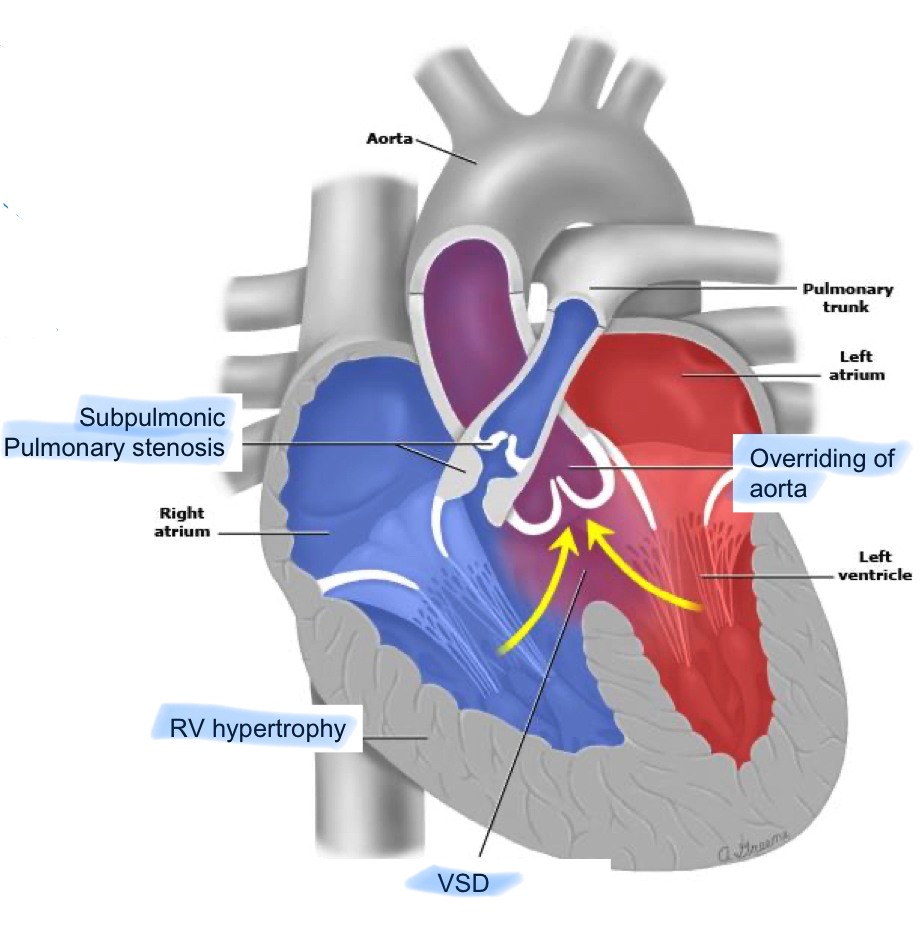 Aorta
Pulmonary
trunk
Left
atrium
Subpulmonic
Pulmonary stenosis
Overriding of
aorta
Right
atrium
Left
ventricle
RV hypertrophy
VSD